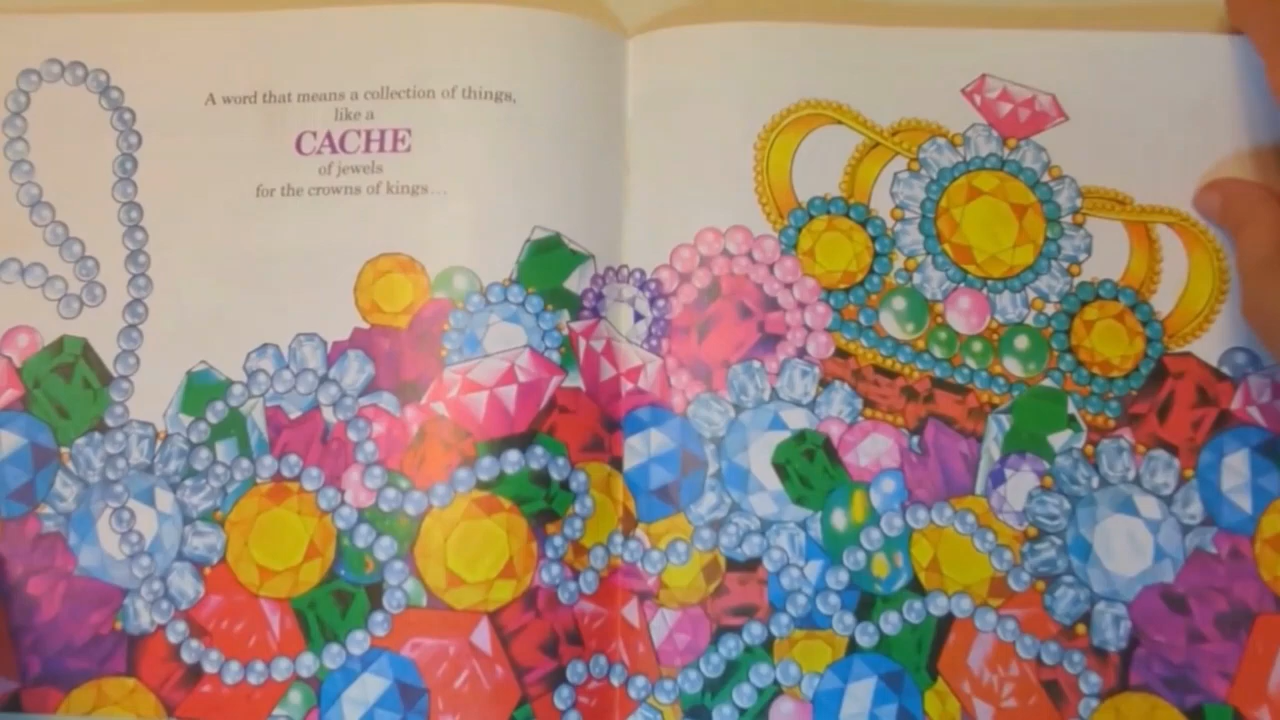 A word that means a collection of things,
like a
CACHE
of jewels
for the crowns of kings...